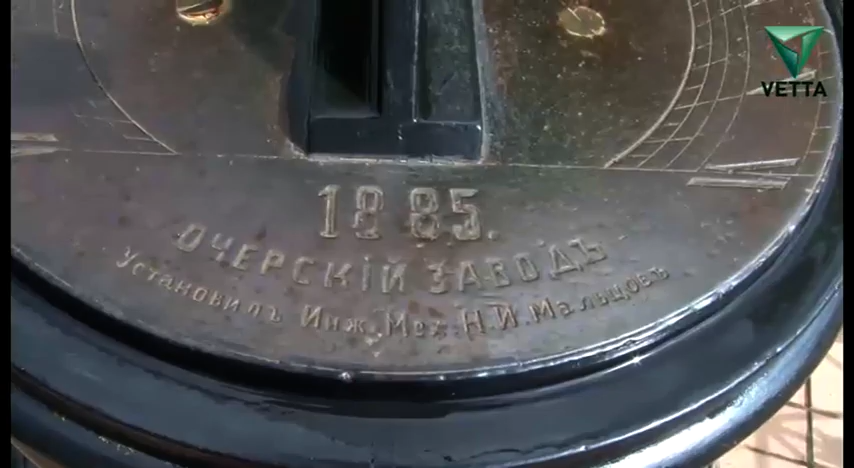 VETTA
1885.
ОЧЕРСКІЙ ЗАВОДЪ
Установилъ Инж. Мех. Н. И. Мальцовъ